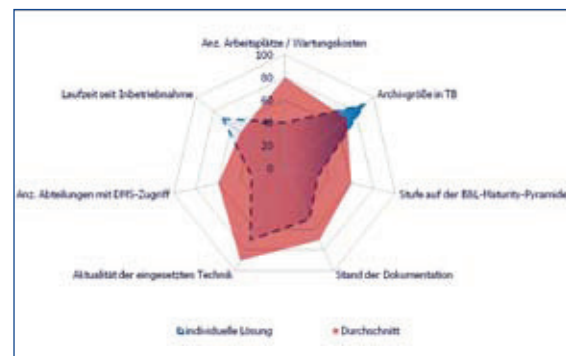 Anz. Arbeitsplätze / Wartungskosten
100
80
60
40
20
0
Laufzeit seit Inbetriebnahme
Archivgröße in TB
Anz. Abteilungen mit DMS-Zugriff
Stufe auf der B&L-Maturity-Pyramide
Aktualität der eingesetzten Technik
Stand der Dokumentation
individuelle Lösung
Durchschnitt